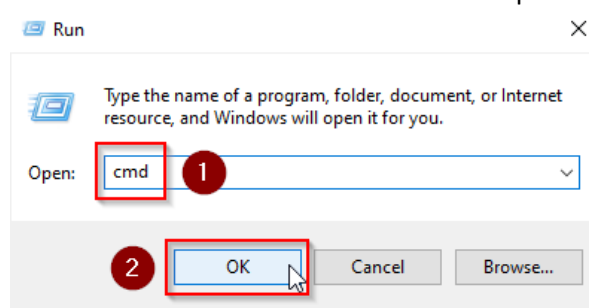 Run
Type the name of a program, folder, document, or Internet
resource, and Windows will open it for you.
Open: cmd 1
2 OK Cancel Browse...